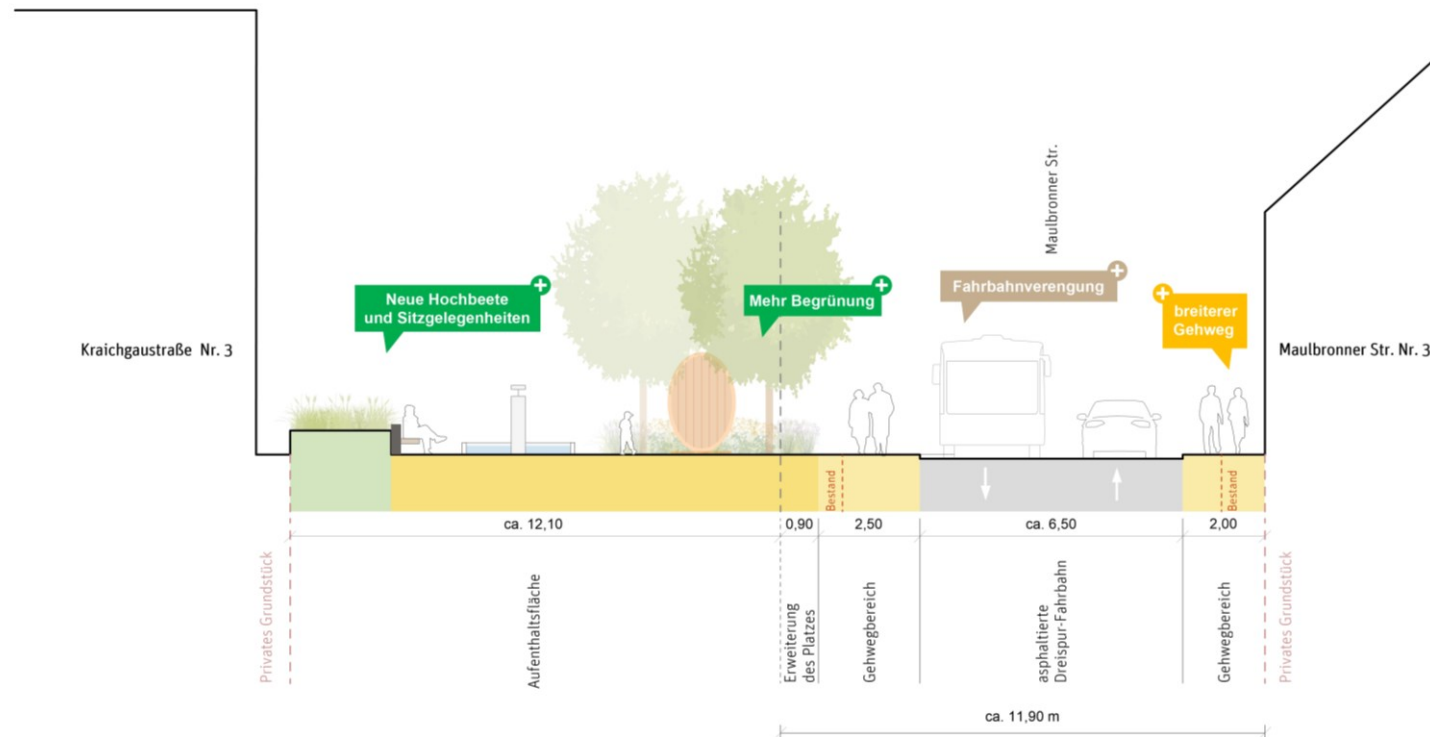 Maulbronner Str.
Neue Hochbeete
und Sitzgelegenheiten
Mehr Begrünung
Fahrbahnverengung
breiterer
Gehweg
Kraichgaustraße Nr. 3
Maulbronner Str. Nr. 3
Bestand
Bestand
ca. 12,10
0,90
2,50
ca. 6,50
2,00
Privates Grundstück
Aufenthaltsfläche
Erweiterung
des Platzes
Gehwegbereich
asphaltierte
Dreispur-Fahrbahn
Gehwegbereich
Privates Grundstück
ca. 11,90 m